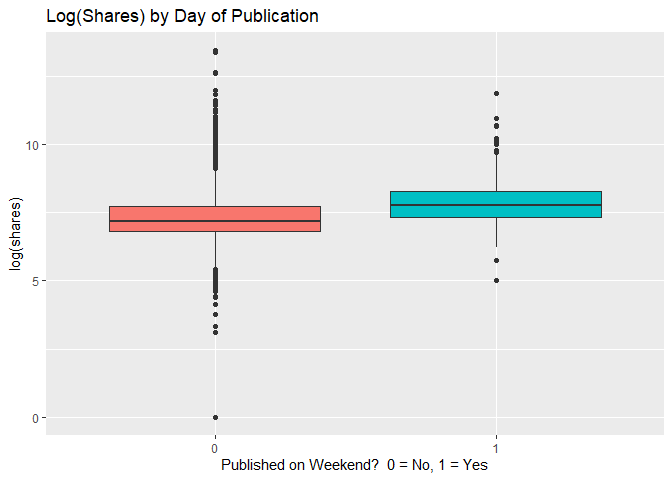 Log(Shares) by Day of Publication
10
5
0
log(shares)
0 1
Published on Weekend?  0 = No, 1 = Yes